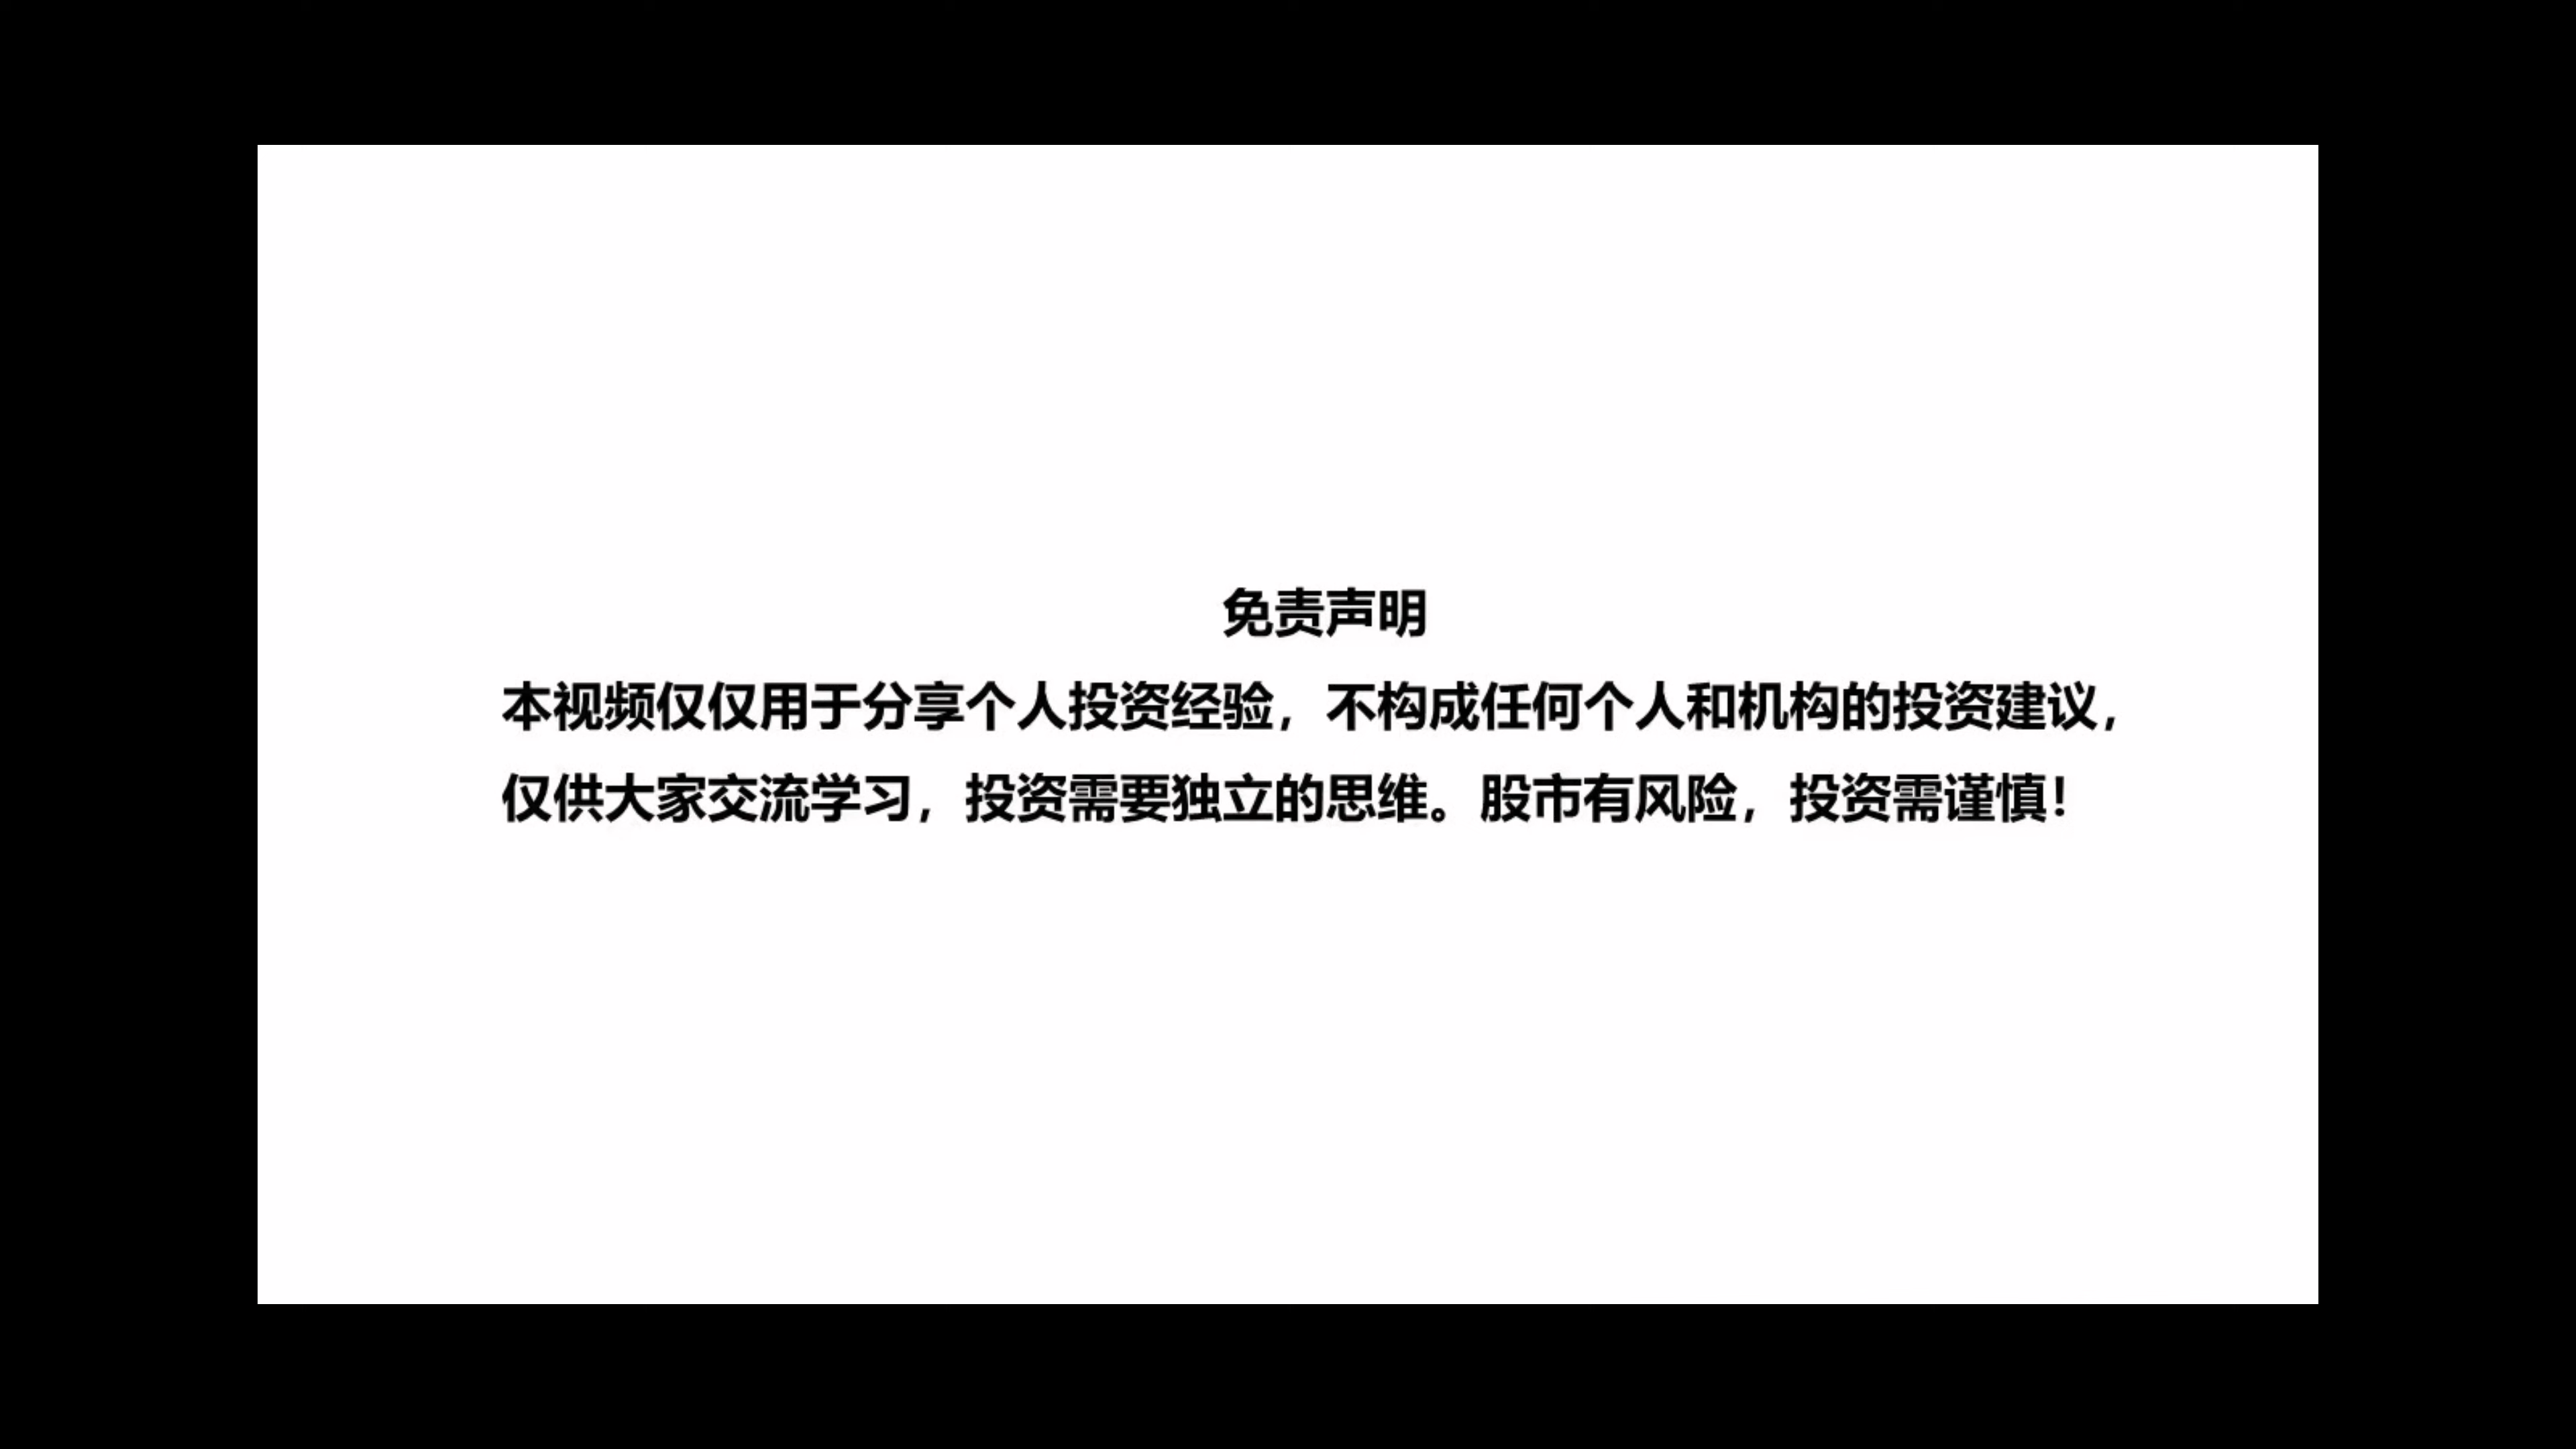 免责声明
本视频仅仅用于分享个人投资经验，不构成任何个人和机构的投资建议，
仅供大家交流学习，投资需要独立的思维。股市有风险，投资需谨慎！